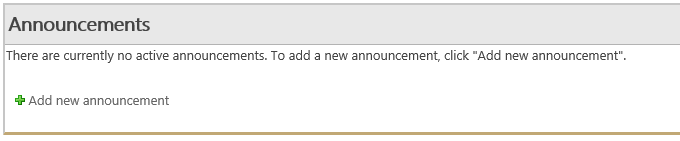 Announcements
There are currently no active announcements. To add a new announcement, click "Add new announcement".
Add new announcement